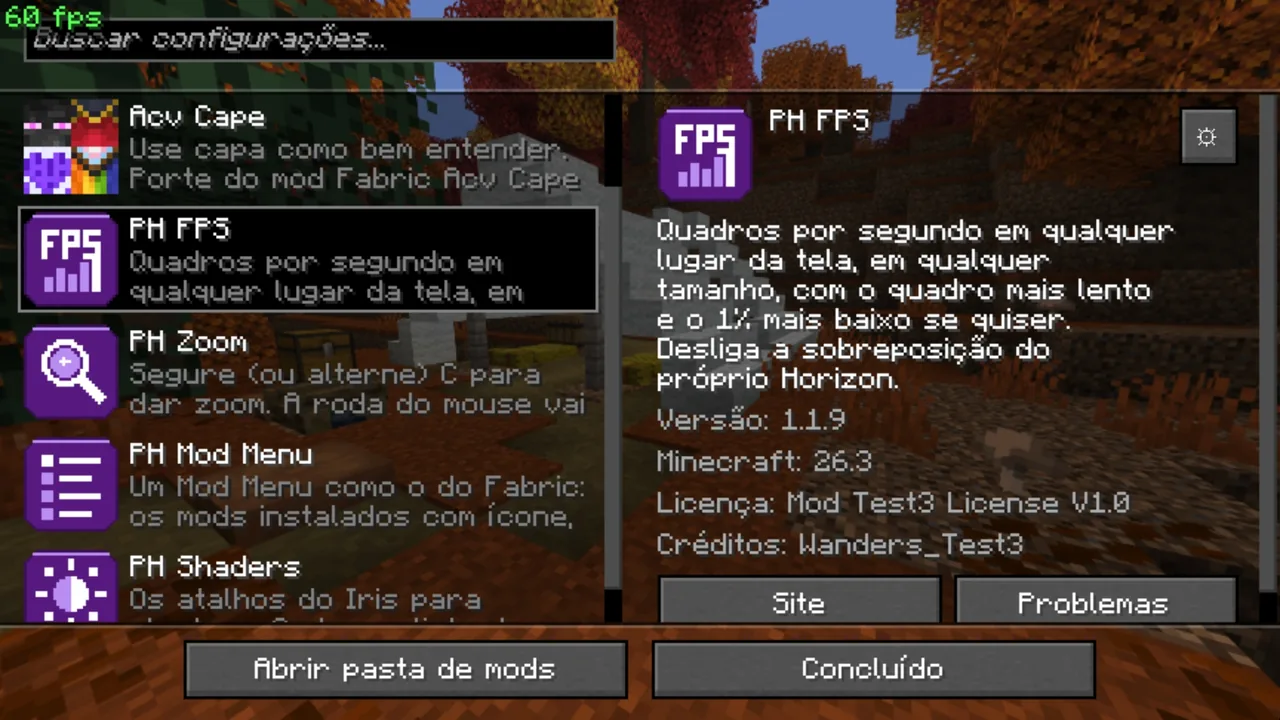 60 fps
Buscar configurações...
Acv Cape
Use capa como bem entender.
Porte do mod Fabric Acv Cape
FPS
PH FPS
Quadros por segundo em
qualquer lugar da tela, em
PH Zoom
Segure (ou alterne) C para
dar zoom. A roda do mouse vai
PH Mod Menu
Um Mod Menu como o do Fabric:
os mods instalados com ícone,
PH Shaders
Os atalhos do Iris para
FPS
PH FPS
Quadros por segundo em qualquer
lugar da tela, em qualquer
tamanho, com o quadro mais lento
e o 1% mais baixo se quiser.
Desliga a sobreposição do
próprio Horizon.
Versão: 1.1.9
Minecraft: 26.3
Licença: Mod Test3 License V1.0
Créditos: Wanders_Test3
Site
Problemas
Abrir pasta de mods
Concluído